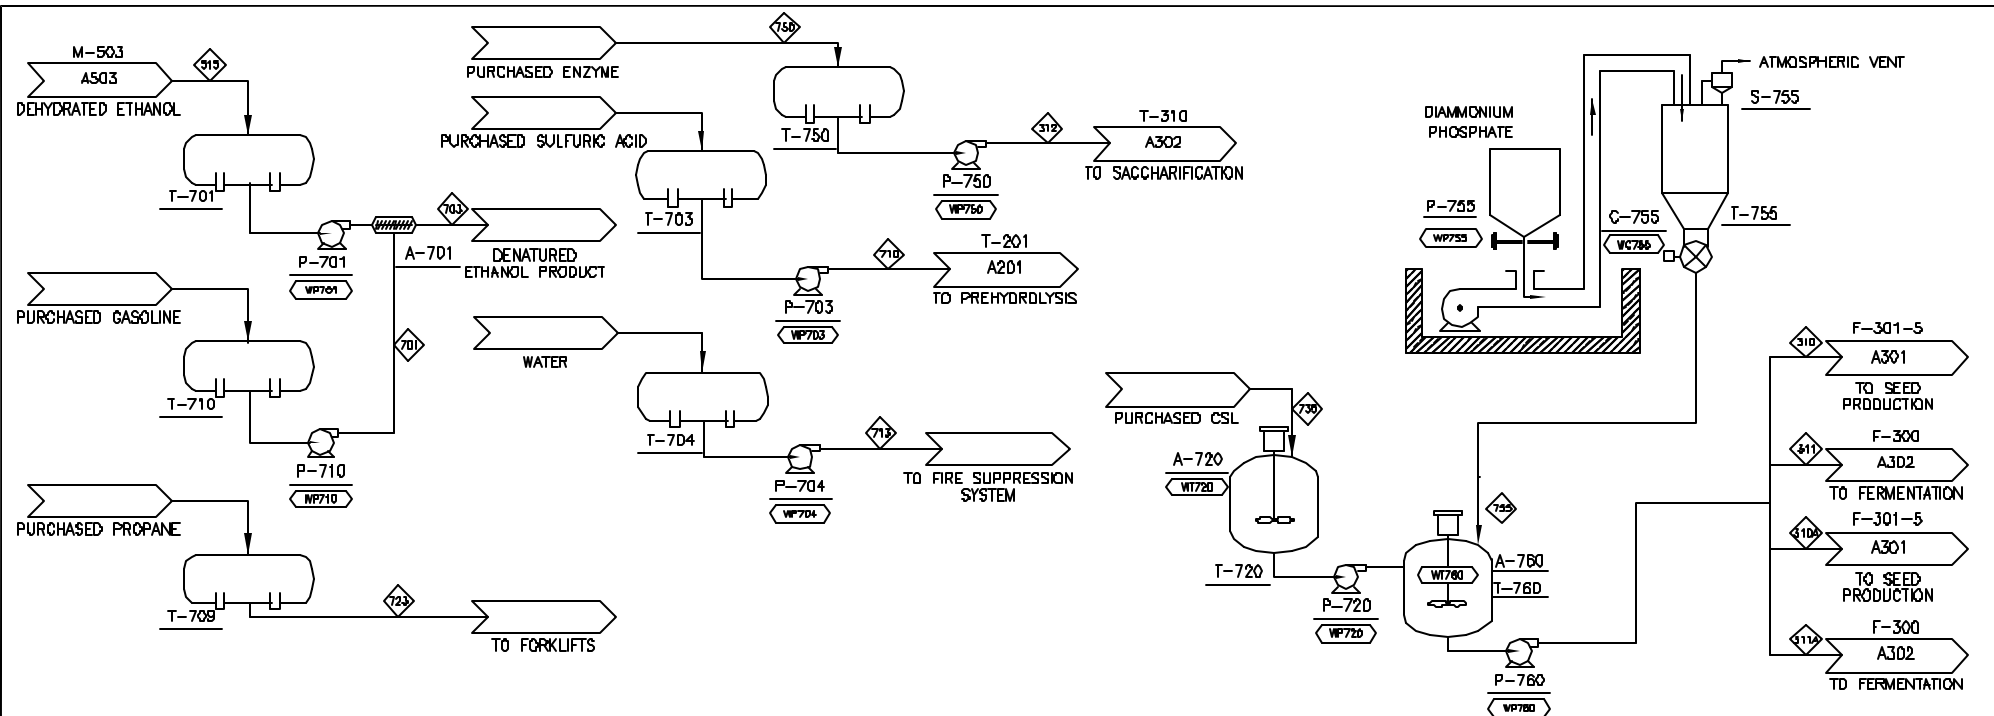 M-503
A503
DEHYDRATED ETHANOL
515
T-701
P-701
WP701
A-701
703
DENATURED
ETHANOL PRODUCT
PURCHASED GASOLINE
T-710
P-710
WP710
701
PURCHASED PROPANE
T-709
723
TO FORKLIFTS
PURCHASED ENZYME
750
T-750
P-750
WP750
312
T-310
A302
TO SACCHARIFICATION
PURCHASED SULFURIC ACID
T-703
P-703
WP703
710
T-201
A201
TO PREHYDROLYSIS
WATER
T-704
P-704
WP704
713
TO FIRE SUPPRESSION
SYSTEM
PURCHASED CSL
735
A-720
WT720
T-720
P-720
WP720
DIAMMONIUM
PHOSPHATE
P-755
WP755
ATMOSPHERIC VENT
S-755
C-755
WC755
T-755
755
A-760
WT760
T-760
P-760
WP760
310
F-301-5
A301
TO SEED
PRODUCTION
311
F-300
A302
TO FERMENTATION
310A
F-301-5
A301
TO SEED
PRODUCTION
311A
F-300
A302
TO FERMENTATION